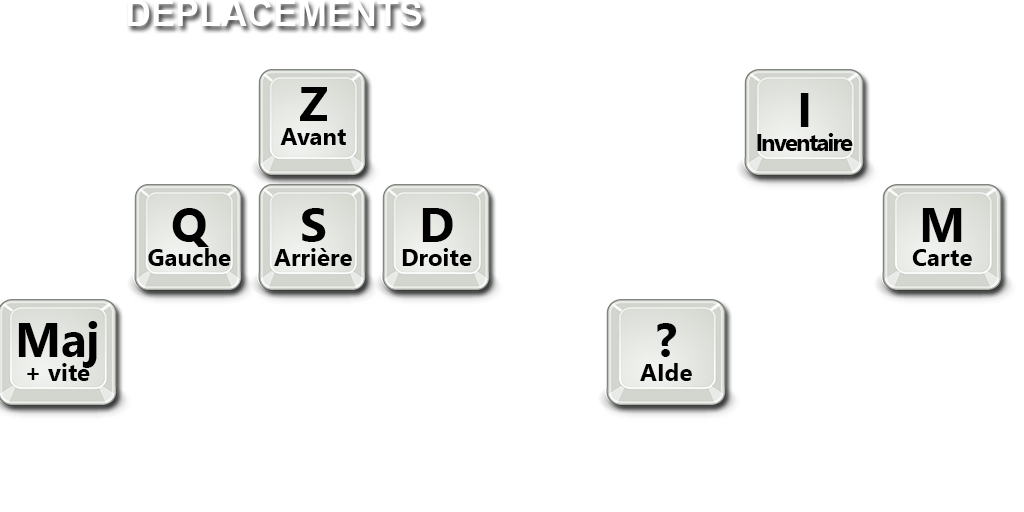 DEPLACEMENTS
Z
Avant
I
Inventaire
Q
Gauche
S
Arrière
D
Droite
M
Carte
Maj
+ vite
?
AIde